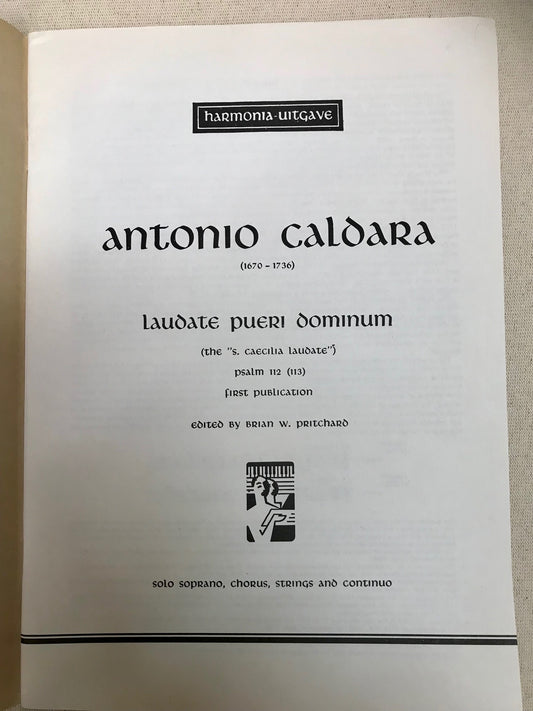 harmonia-uitgave
antonio caldara
(1670 - 1736)
laudate pueri dominum
(the "s. caecilia laudate")
psalm 112 (113)
first publication
edited by brian w. pritchard
solo soprano, chorus, strings and continuo